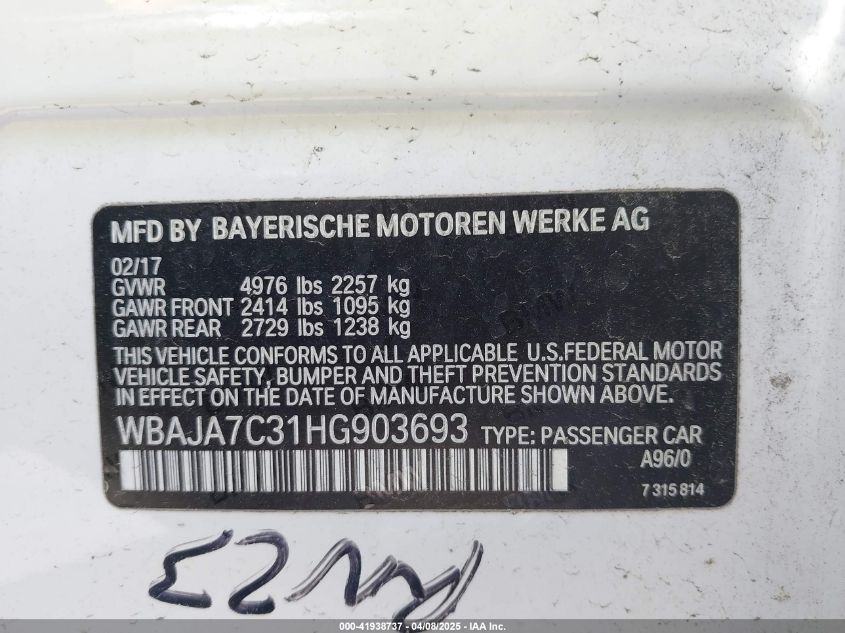 MFD BY BAYERISCHE MOTOREN WERKE AG
02/17
GVWR 4976 lbs 2257 kg
GAWR FRONT 2414 lbs 1095 kg
GAWR REAR 2729 lbs 1238 kg
THIS VEHICLE CONFORMS TO ALL APPLICABLE U.S.FEDERAL MOTOR
VEHICLE SAFETY, BUMPER AND THEFT PREVENTION STANDARDS
IN EFFECT ON THE DATE OF MANUFACTURE SHOWN ABOVE.
WBAJA7C31HG903693 TYPE: PASSENGER CAR
A96/0
7 315 814
000-41938737 - 04/08/2025 - IAA Inc.